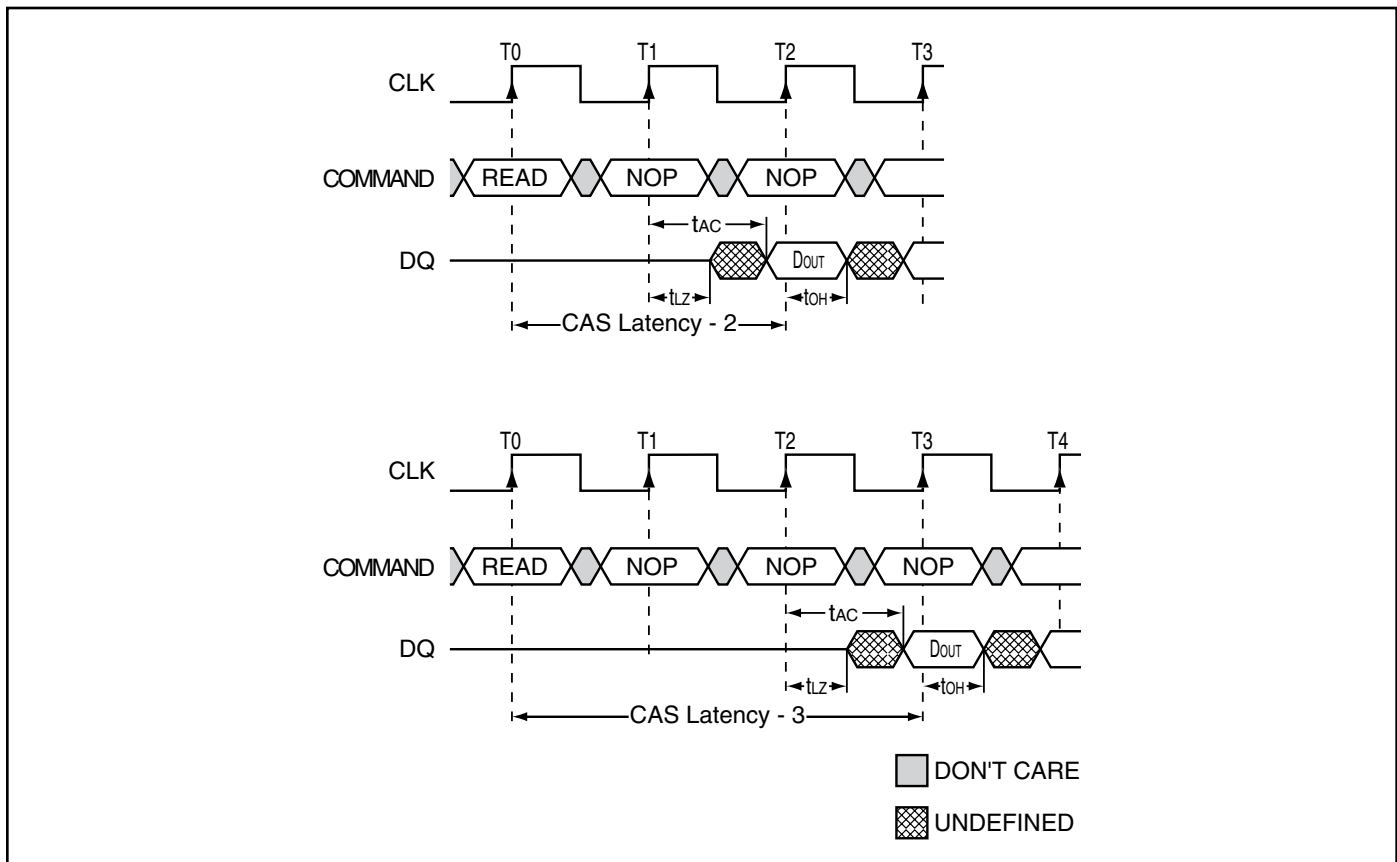 T0 T1 T2 T3
CLK
COMMAND READ NOP NOP
tAC
DQ DOUT
tLZ tOH
CAS Latency - 2
T0 T1 T2 T3 T4
CLK
COMMAND READ NOP NOP NOP
tAC
DQ DOUT
tLZ tOH
CAS Latency - 3
DON'T CARE
UNDEFINED